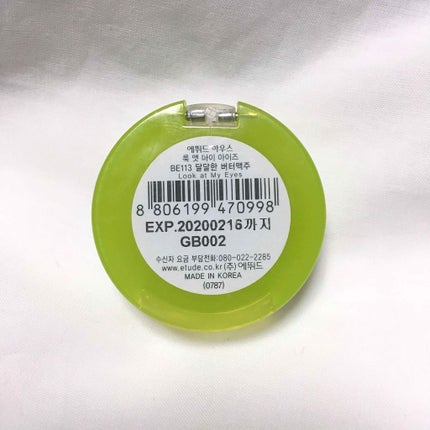 에뛰드 하우스
룩 앳 마이 아이즈
BE113 달달한 버터맥주
Look at My Eyes
8 806199 470998
EXP.20200216까지
GB002
수신자 요금 부담전화:080-022-2285
www.etude.co.kr (주)에뛰드
MADE IN KOREA
(0787)